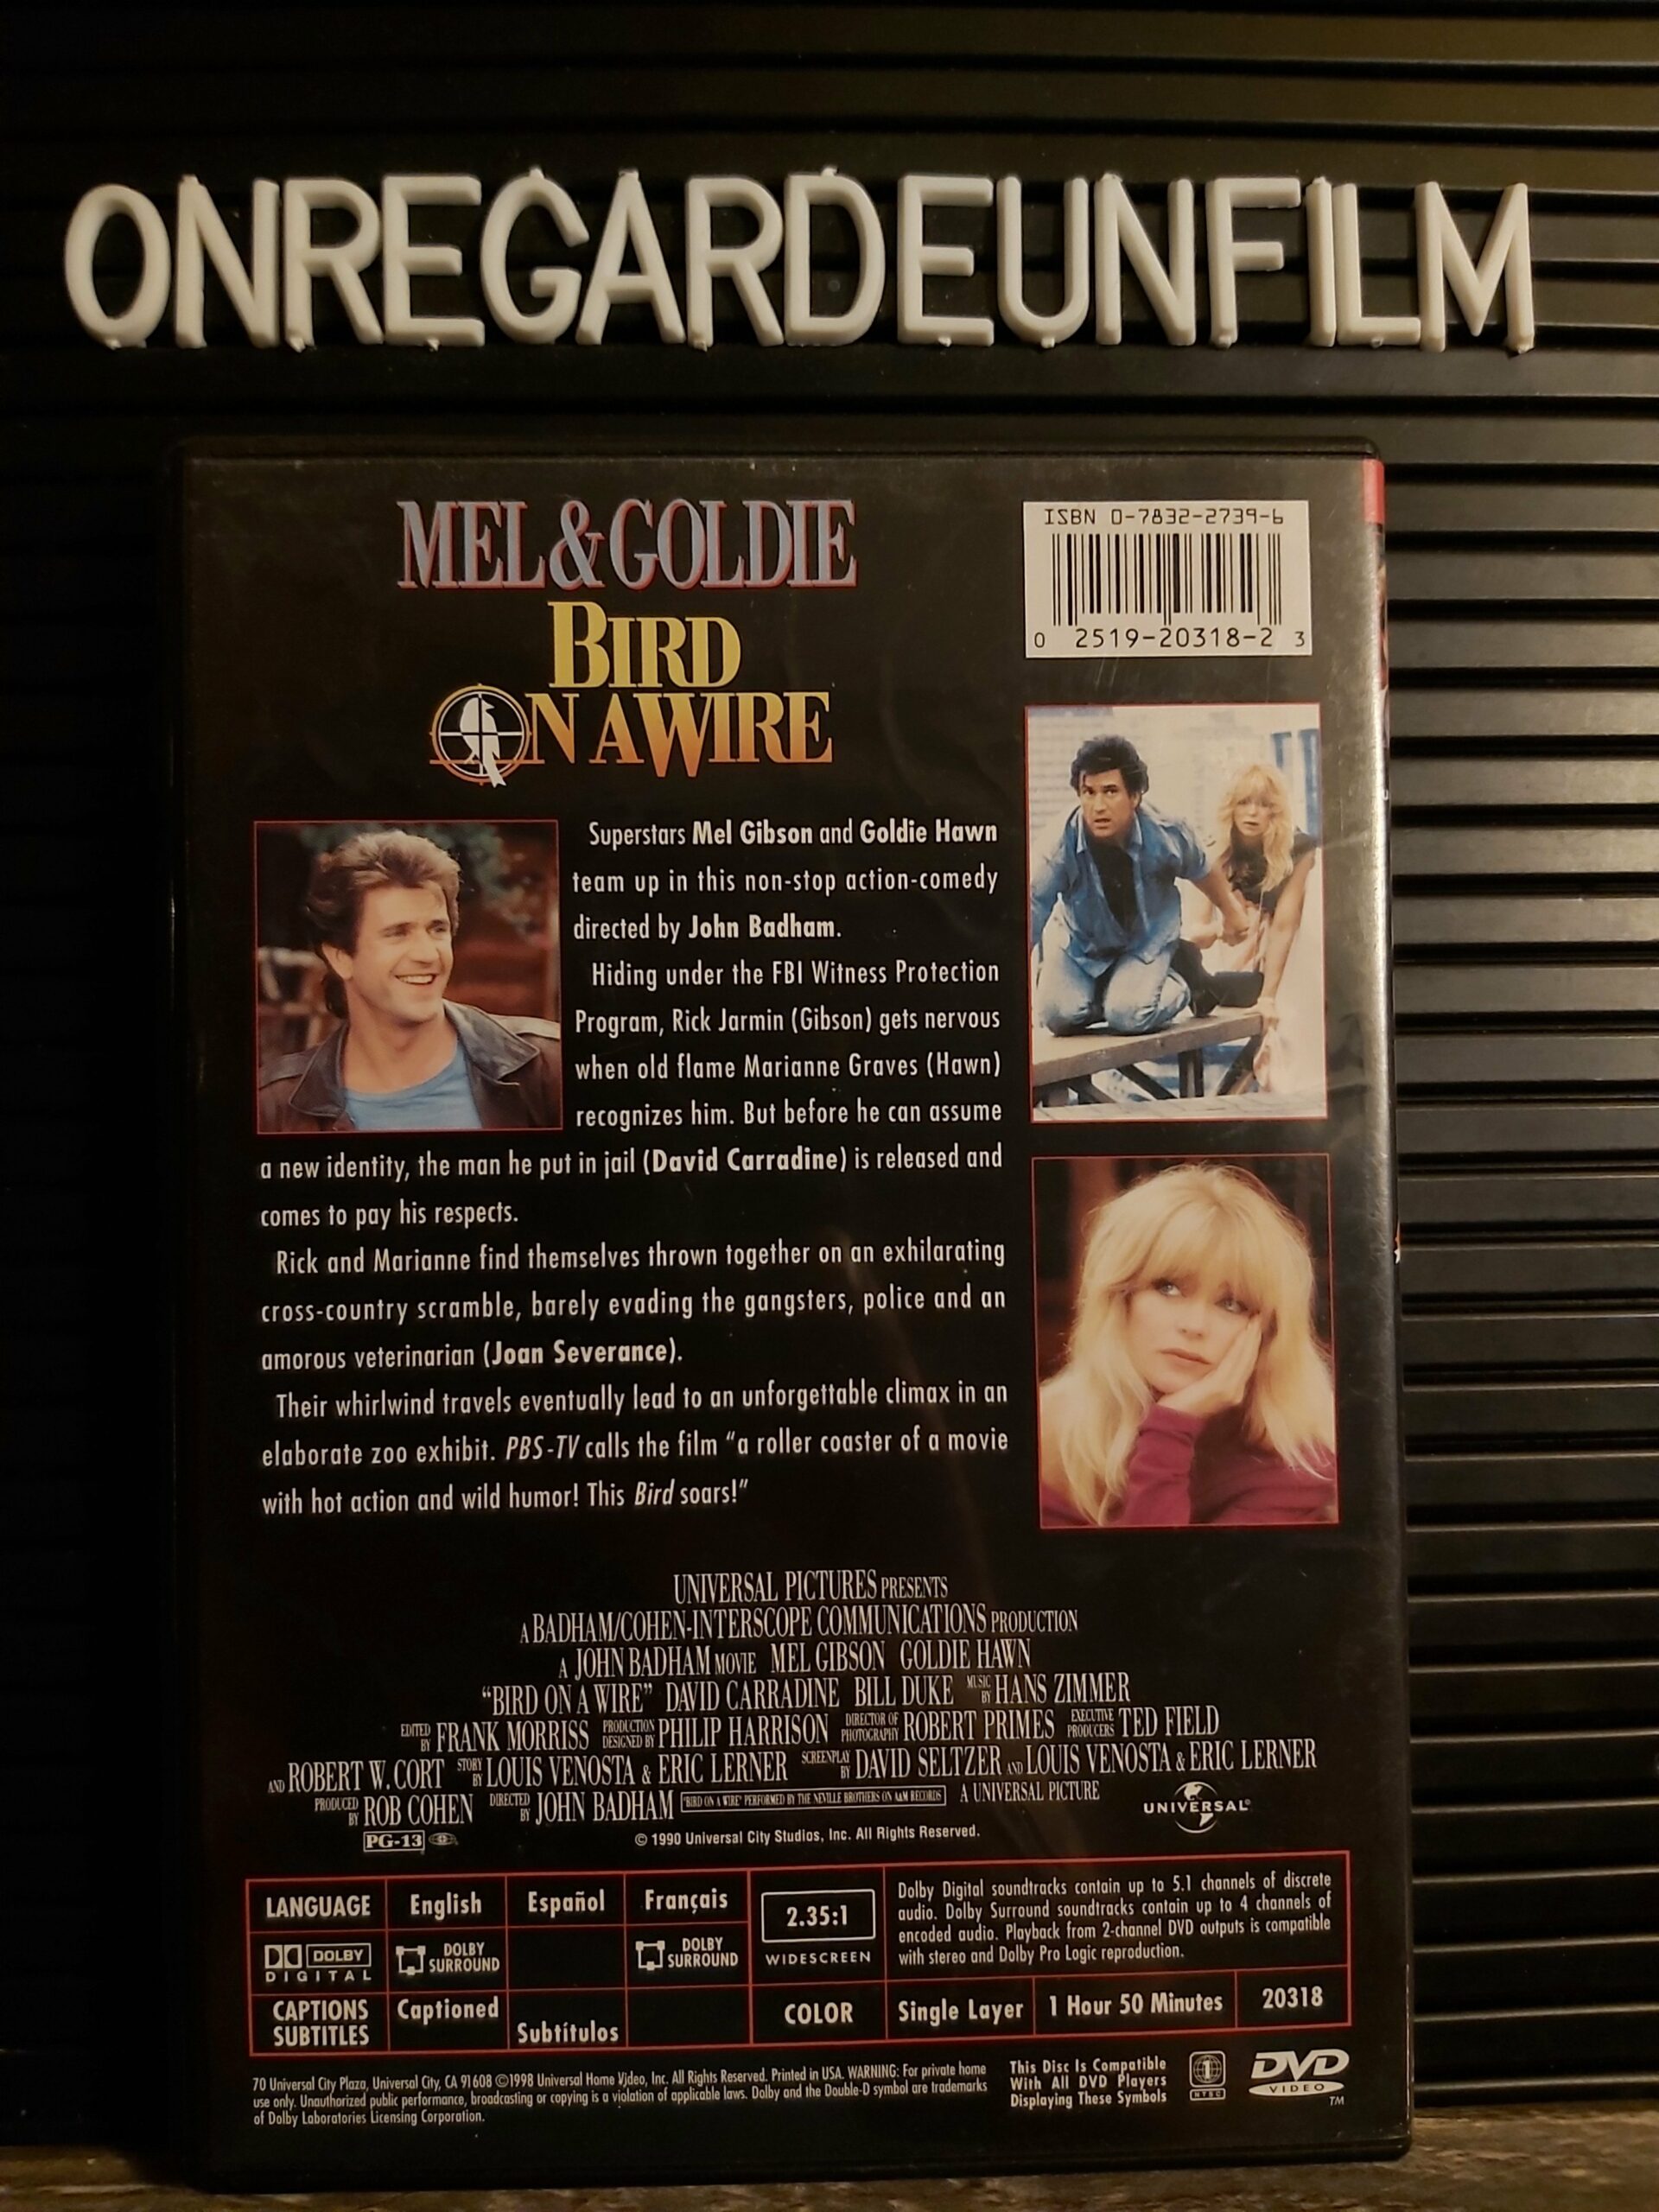 ONREGARDEUNFILM
MEL & GOLDIE
BIRD
ON A WIRE
ISBN 0-7832-2739-6
0 2519-20318-2 3
Superstars Mel Gibson and Goldie Hawn
team up in this non-stop action-comedy
directed by John Badham.
Hiding under the FBI Witness Protection
Program, Rick Jarmin (Gibson) gets nervous
when old flame Marianne Graves (Hawn)
recognizes him. But before he can assume
a new identity, the man he put in jail (David Carradine) is released and
comes to pay his respects.
Rick and Marianne find themselves thrown together on an exhilarating
cross-country scramble, barely evading the gangsters, police and an
amorous veterinarian (Joan Severance).
Their whirlwind travels eventually lead to an unforgettable climax in an
elaborate zoo exhibit. PBS-TV calls the film "a roller coaster of a movie
with hot action and wild humor! This Bird soars!"
UNIVERSAL PICTURES PRESENTS
A BADHAM/COHEN-INTERSCOPE COMMUNICATIONS PRODUCTION
A JOHN BADHAM MOVIE MEL GIBSON GOLDIE HAWN
"BIRD ON A WIRE" DAVID CARRADINE BILL DUKE MUSIC BY HANS ZIMMER
EDITED BY FRANK MORRISS PRODUCTION DESIGNED BY PHILIP HARRISON DIRECTOR OF PHOTOGRAPHY ROBERT PRIMES EXECUTIVE PRODUCERS TED FIELD
AND ROBERT W. CORT STORY BY LOUIS VENOSTA & ERIC LERNER SCREENPLAY BY DAVID SELTZER AND LOUIS VENOSTA & ERIC LERNER
PRODUCED BY ROB COHEN DIRECTED BY JOHN BADHAM "BIRD ON A WIRE" PERFORMED BY THE NEVILLE BROTHERS ON A&M RECORDS A UNIVERSAL PICTURE
UNIVERSAL®
PG-13
© 1990 Universal City Studios, Inc. All Rights Reserved.
LANGUAGE English Español Français
DOLBY DIGITAL DOLBY SURROUND DOLBY SURROUND
CAPTIONS SUBTITLES Captioned Subtítulos
2.35:1
WIDESCREEN
COLOR
Dolby Digital soundtracks contain up to 5.1 channels of discrete
audio. Dolby Surround soundtracks contain up to 4 channels of
encoded audio. Playback from 2-channel DVD outputs is compatible
with stereo and Dolby Pro Logic reproduction.
Single Layer 1 Hour 50 Minutes 20318
70 Universal City Plaza, Universal City, CA 91608 ©1998 Universal Home Video, Inc. All Rights Reserved. Printed in USA. WARNING: For private home
use only. Unauthorized public performance, broadcasting or copying is a violation of applicable laws. Dolby and the Double-D symbol are trademarks
of Dolby Laboratories Licensing Corporation.
This Disc Is Compatible
With All DVD Players
Displaying These Symbols
1
NTSC
DVD
VIDEO
TM